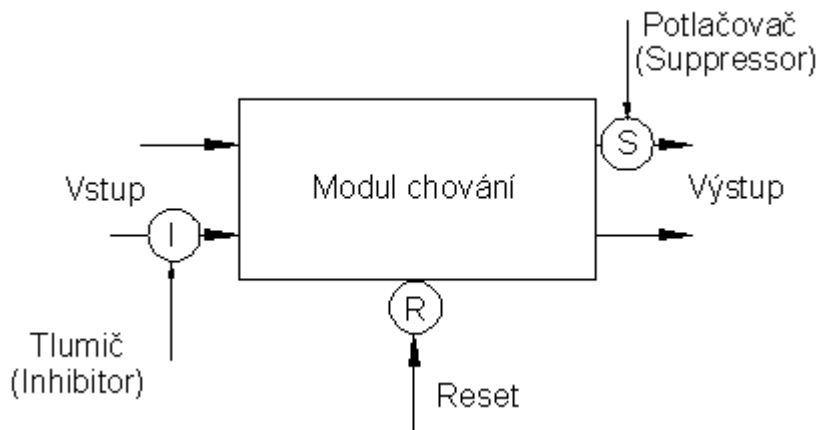 Potlačovač
(Suppressor)
S
Vstup
Modul chování
Výstup
I
R
Tlumič
(Inhibitor)
Reset